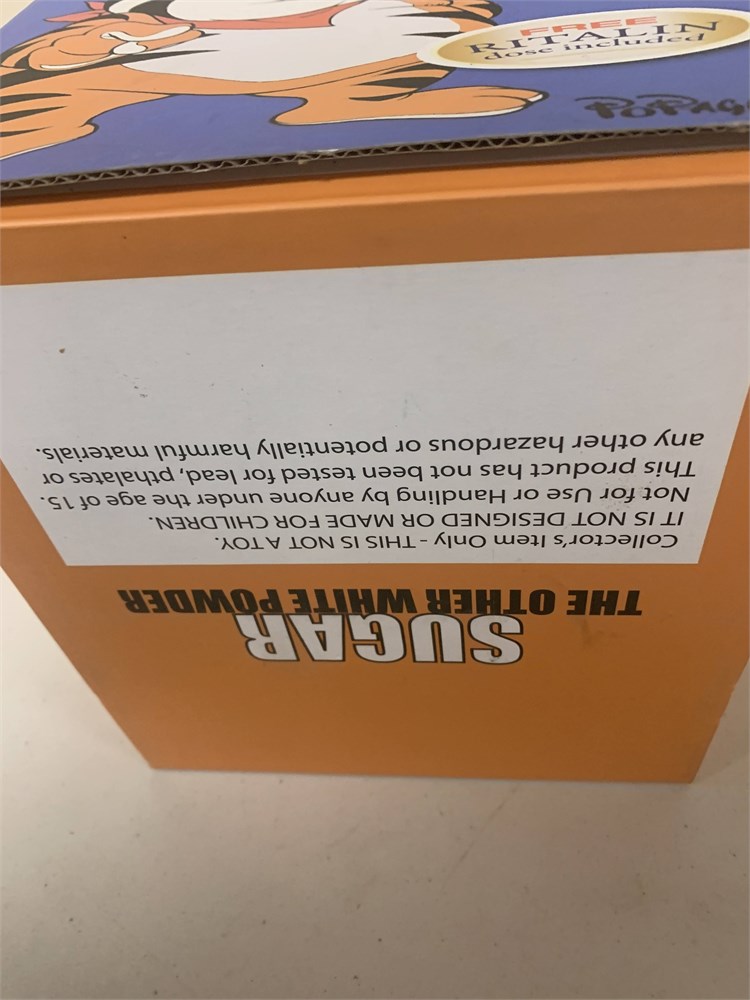 FREE
RITALIN
dose included
SUGAR
THE OTHER WHITE POWDER
Collector's Item Only - THIS IS NOT A TOY.
IT IS NOT DESIGNED OR MADE FOR CHILDREN.
Not for Use or Handling by anyone under the age of 15.
This product has not been tested for lead, pthalates or
any other hazardous or potentially harmful materials.